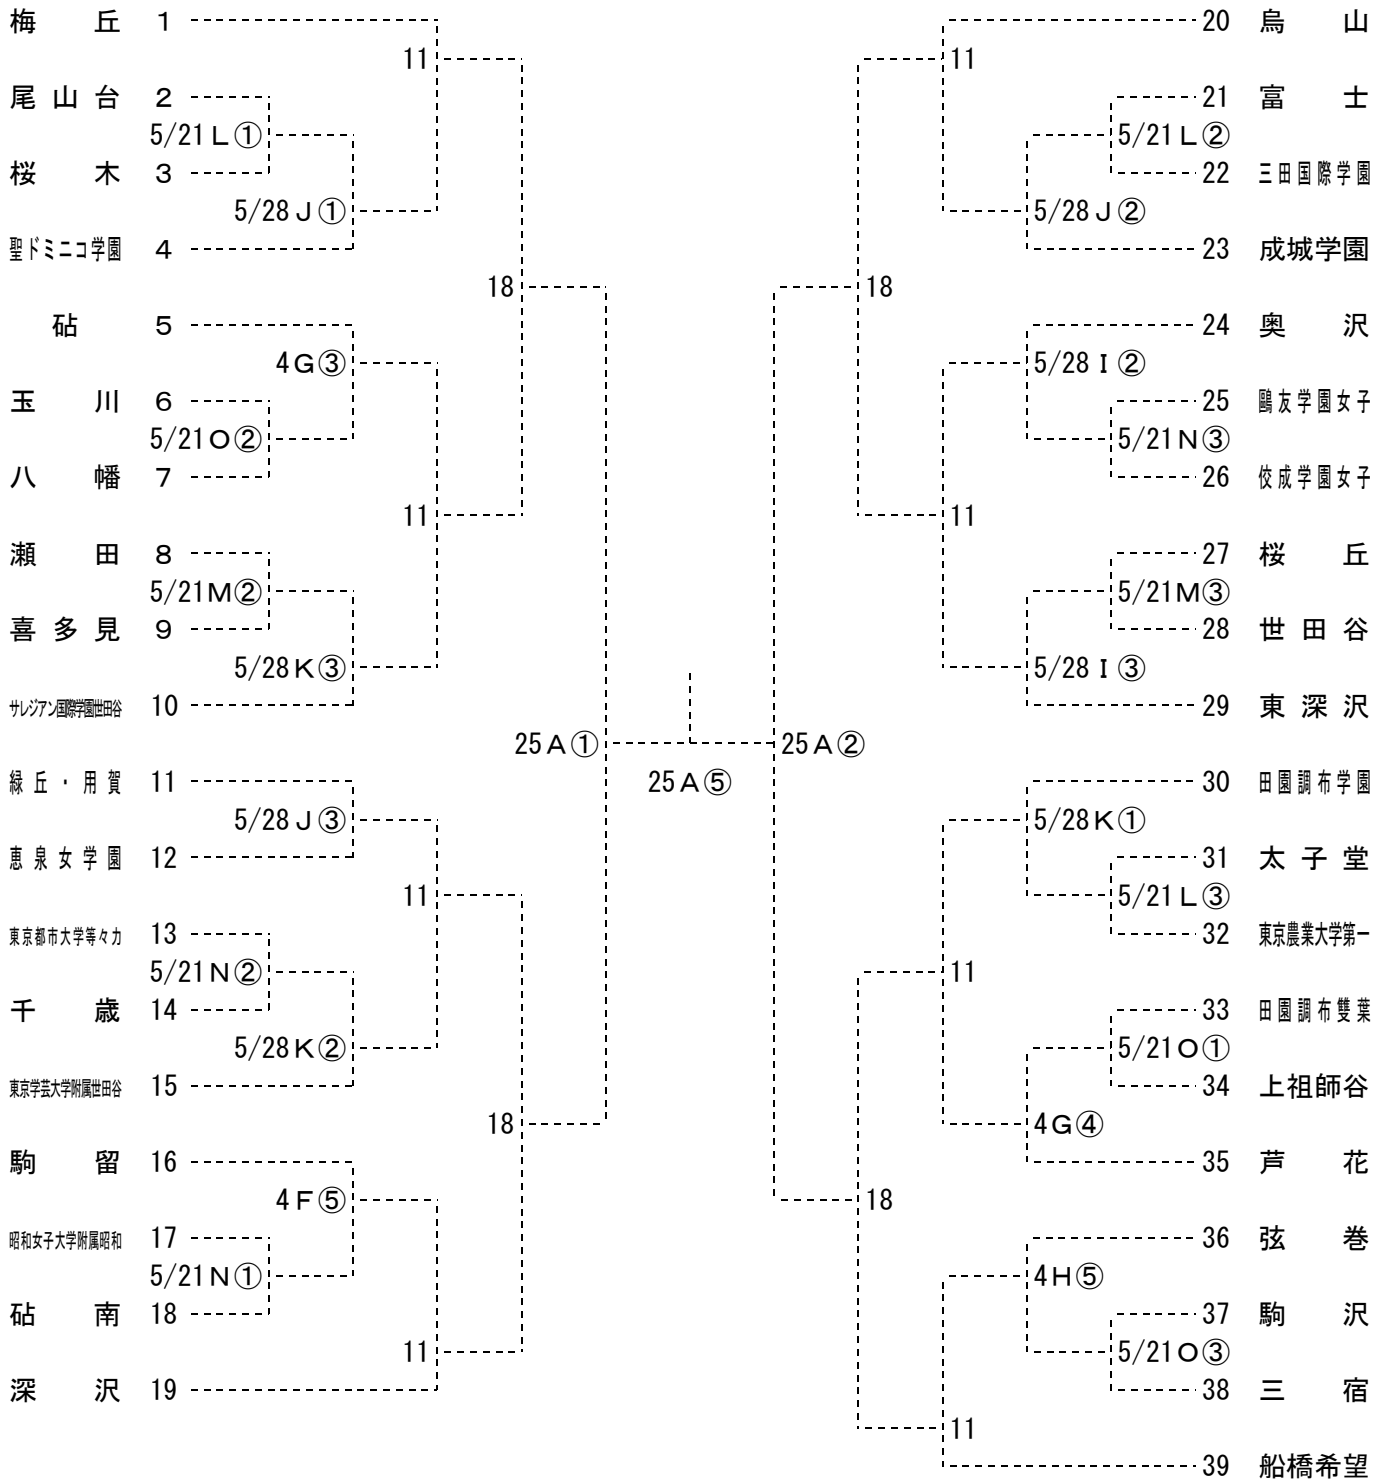 梅丘 1
11
尾山台 2
5/21L①
桜木 3
5/28J①
聖ドミニコ学園 4
18
砧 5
4G③
玉川 6
5/21O②
八幡 7
11
瀬田 8
5/21M②
喜多見 9
5/28K③
サレジアン国際学園世田谷 10
25A①
緑丘・用賀 11
5/28J③
恵泉女学園 12
11
東京都市大学等々力 13
5/21N②
千歳 14
5/28K②
東京学芸大学附属世田谷 15
18
駒留 16
4F⑤
昭和女子大学附属昭和 17
5/21N①
砧南 18
11
深沢 19
25A⑤
20 烏山
11
21 富士
5/21L②
22 三田国際学園
5/28J②
23 成城学園
18
24 奥沢
5/28I②
25 鷗友学園女子
5/21N③
26 佼成学園女子
11
27 桜丘
5/21M③
28 世田谷
5/28I③
29 東深沢
25A②
30 田園調布学園
5/28K①
31 太子堂
5/21L③
32 東京農業大学第一
11
33 田園調布雙葉
5/21O①
34 上祖師谷
4G④
35 芦花
18
36 弦巻
4H⑤
37 駒沢
5/21O③
38 三宿
11
39 船橋希望